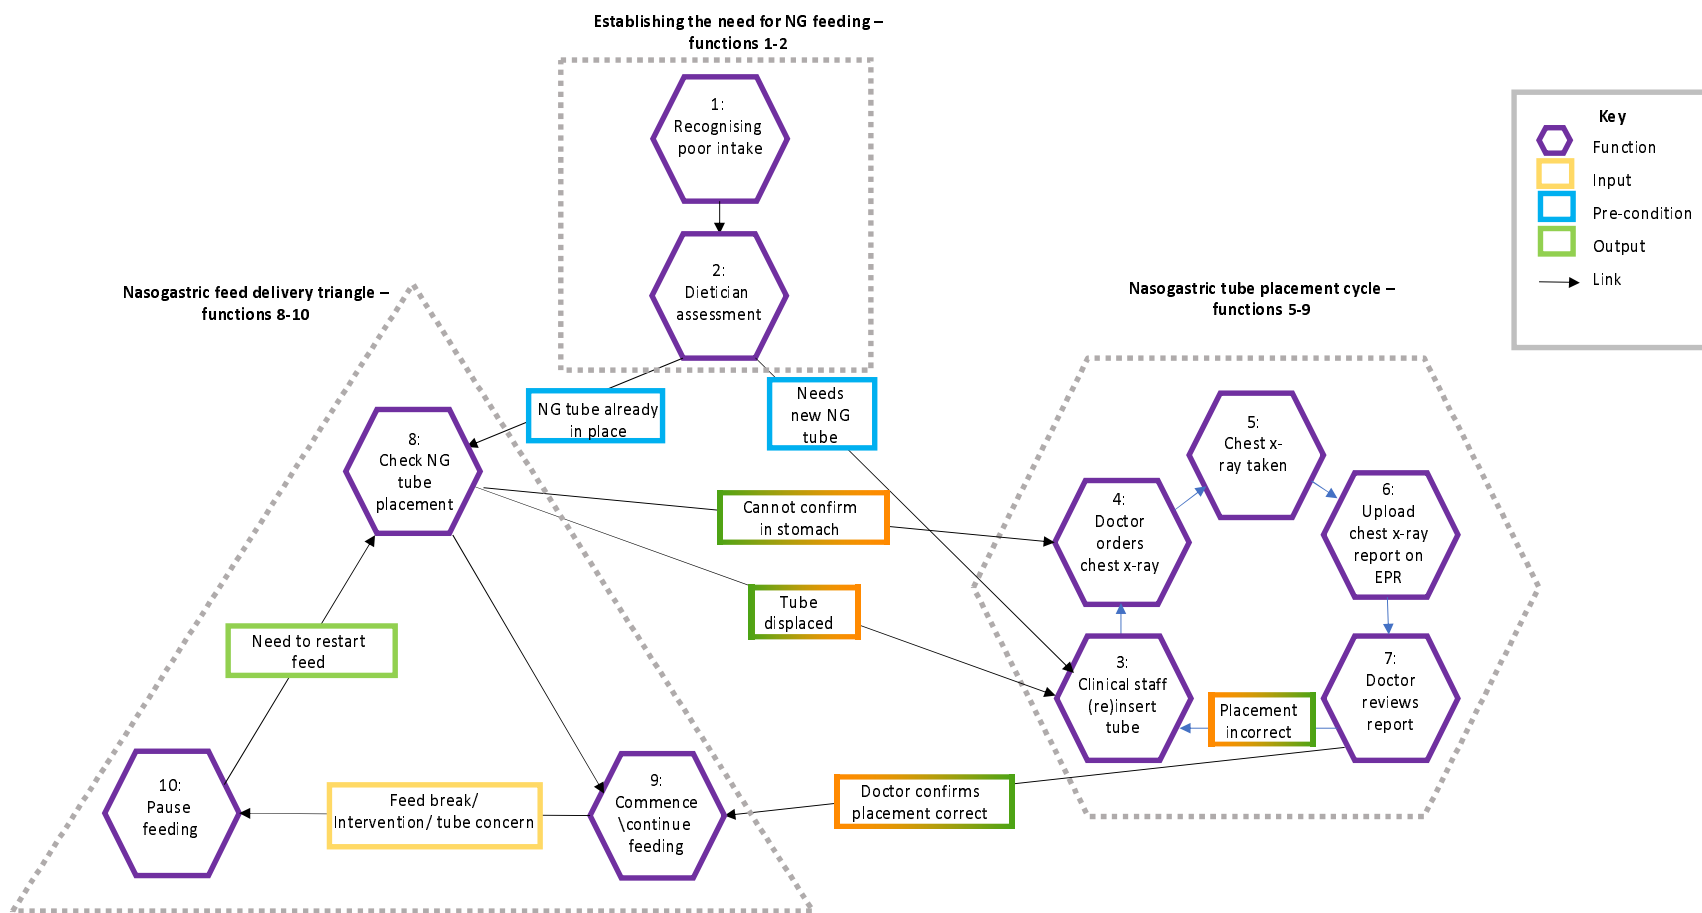 Establishing the need for NG feeding –
functions 1-2
1:
Recognising
poor intake
2:
Dietician
assessment
Key
Function
Input
Pre-condition
Output
Link
Nasogastric feed delivery triangle –
functions 8-10
Nasogastric tube placement cycle –
functions 5-9
NG tube already
in place
Needs
new NG
tube
8:
Check NG
tube
placement
Cannot confirm
in stomach
Tube
displaced
5:
Chest x-
ray taken
4:
Doctor
orders
chest x-ray
6:
Upload
chest x-ray
report on
EPR
3:
Clinical staff
(re)insert
tube
Placement
incorrect
7:
Doctor
reviews
report
Need to restart
feed
10:
Pause
feeding
Feed break/
Intervention/ tube concern
9:
Commence
\continue
feeding
Doctor confirms
placement correct